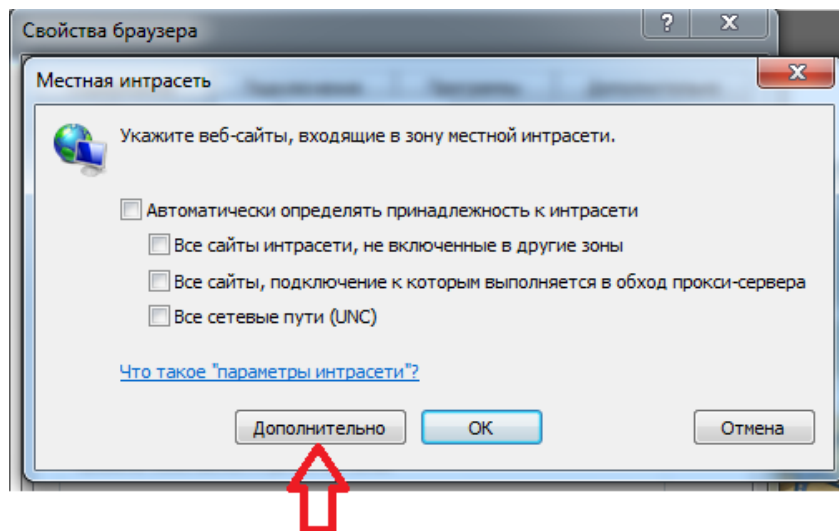 Свойства браузера
Местная интрасеть
Укажите веб-сайты, входящие в зону местной интрасети.
Автоматически определять принадлежность к интрасети
Все сайты интрасети, не включенные в другие зоны
Все сайты, подключение к которым выполняется в обход прокси-сервера
Все сетевые пути (UNC)
Что такое "параметры интрасети"?
Дополнительно ОК Отмена